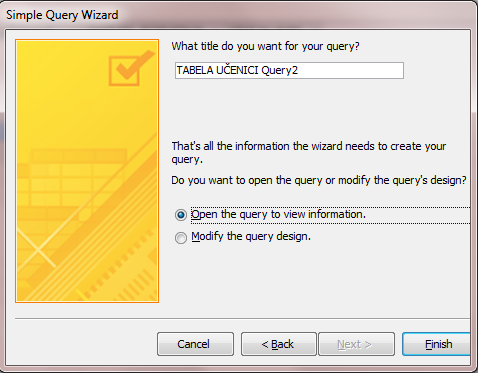 Simple Query Wizard
What title do you want for your query?
TABELA UČENICI Query2
That's all the information the wizard needs to create your
query.
Do you want to open the query or modify the query's design?
Open the query to view information.
Modify the query design.
Cancel
< Back
Next >
Finish